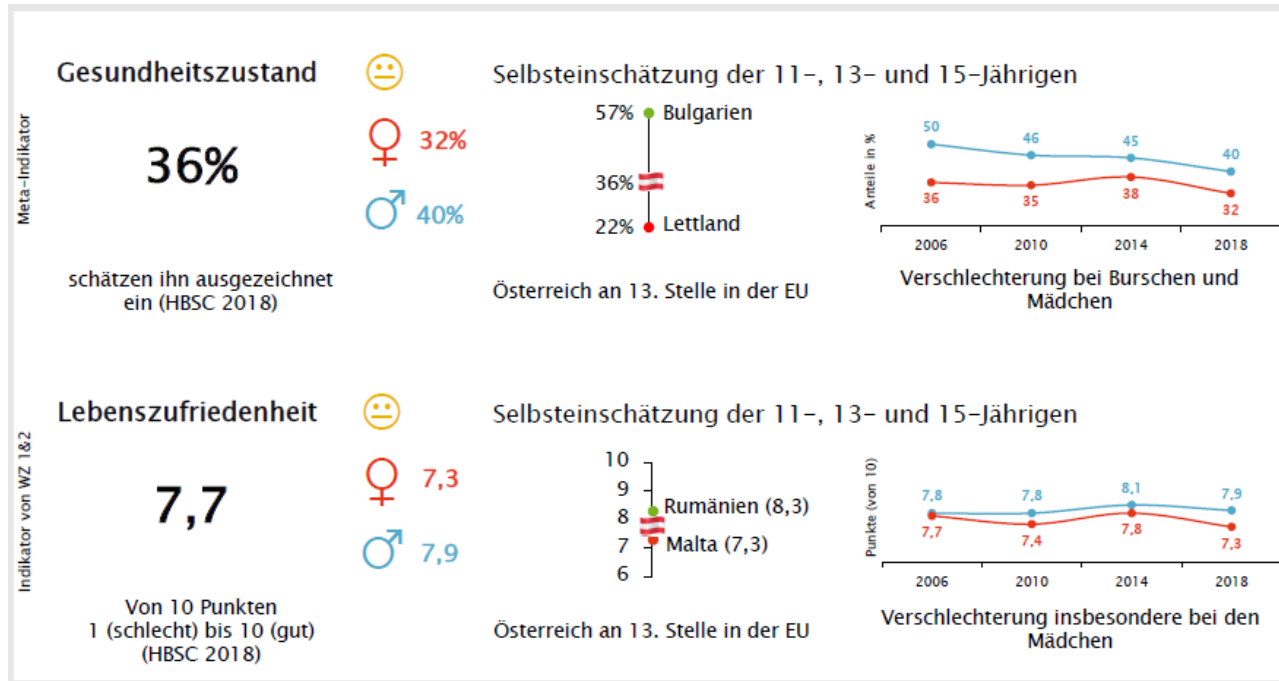 Meta-Indikator
Gesundheitszustand
36%
32%
40%
schätzen ihn ausgezeichnet
ein (HBSC 2018)
Selbsteinschätzung der 11-, 13- und 15-Jährigen
57% Bulgarien
36%
22% Lettland
Österreich an 13. Stelle in der EU
Anteile in %
50 46 45 40
36 35 38 32
2006 2010 2014 2018
Verschlechterung bei Burschen und
Mädchen
Indikator von WZ 1&2
Lebenszufriedenheit
7,7
7,3
7,9
Von 10 Punkten
1 (schlecht) bis 10 (gut)
(HBSC 2018)
Selbsteinschätzung der 11-, 13- und 15-Jährigen
10
9
Rumänien (8,3)
8
7
Malta (7,3)
6
Österreich an 13. Stelle in der EU
Punkte (von 10)
7,8 7,8 8,1 7,9
7,7 7,4 7,8 7,3
2006 2010 2014 2018
Verschlechterung insbesondere bei den
Mädchen